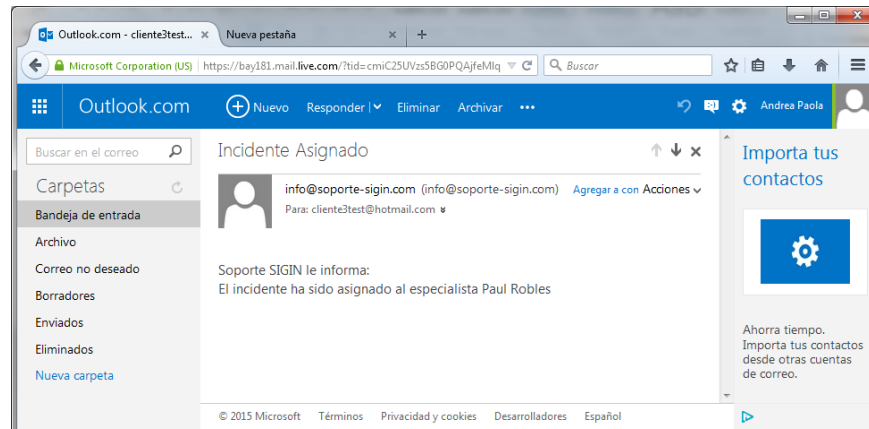 Outlook.com - cliente3test... ×
Nueva pestaña × +
Microsoft Corporation (US) https://bay181.mail.live.com/?tid=cmiC25UVzs5BG0PQAjfeMlq
Buscar
Outlook.com
Nuevo Responder Eliminar Archivar •••
Andrea Paola
Buscar en el correo
Carpetas
Bandeja de entrada
Archivo
Correo no deseado
Borradores
Enviados
Eliminados
Nueva carpeta
Incidente Asignado
info@soporte-sigin.com (info@soporte-sigin.com) Agregar a con Acciones
Para: cliente3test@hotmail.com
Soporte SIGIN le informa:
El incidente ha sido asignado al especialista Paul Robles
Importa tus
contactos
Ahorra tiempo.
Importa tus contactos
desde otras cuentas
de correo.
© 2015 Microsoft Términos Privacidad y cookies Desarrolladores Español